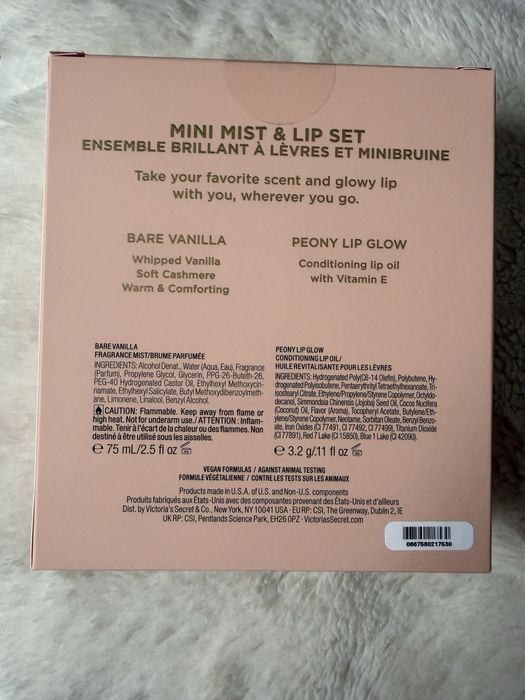 MINI MIST & LIP SET
ENSEMBLE BRILLANT À LÈVRES ET MINIBRUINE
Take your favorite scent and glowy lip
with you, wherever you go.
BARE VANILLA
Whipped Vanilla
Soft Cashmere
Warm & Comforting
PEONY LIP GLOW
Conditioning lip oil
with Vitamin E
BARE VANILLA
FRAGRANCE MIST/BRUME PARFUMÉE
INGREDIENTS: Alcohol Denat., Water (Aqua, Eau), Fragrance
(Parfum), Propylene Glycol, Glycerin, PPG-26-Buteth-26,
PEG-40 Hydrogenated Castor Oil, Ethylhexyl Methoxycin-
namate, Ethylhexyl Salicylate, Butyl Methoxydibenzoylmeth-
ane, Limonene, Linalool, Benzyl Alcohol.
CAUTION: Flammable. Keep away from flame or
high heat. Not for underarm use. / ATTENTION : Inflam-
mable. Tenir à l'écart de la chaleur ou des flammes. Non
destiné à être utilisé sous les aisselles.
℮ 75 mL/2.5 fl oz
PEONY LIP GLOW
CONDITIONING LIP OIL/
HUILE REVITALISANT POUR LES LÈVRES
INGREDIENTS: Hydrogenated Poly(C6-14 Olefin), Polybutene, Hy-
drogenated Polyisobutene, Pentaerythrityl Tetraethylhexanoate, Tri-
isostearyl Citrate, Ethylene/Propylene/Styrene Copolymer, Octyldo-
decanol, Simmondsia Chinensis (Jojoba) Seed Oil, Cocos Nucifera
(Coconut) Oil, Flavor (Aroma), Tocopheryl Acetate, Butylene/Eth-
ylene/Styrene Copolymer, Nectarine, Sorbitan Oleate, Benzyl Alcohol,
Iron Oxides (CI 77491, CI 77492, CI 77499), Titanium Dioxide
(CI 77891), Red 7 Lake (CI 15850), Blue 1 Lake (CI 42090).
℮ 3.2 g/.11 fl oz
VEGAN FORMULAS / AGAINST ANIMAL TESTING
FORMULE VÉGÉTALIENNE / CONTRE LES TESTS SUR LES ANIMAUX
Products made in U.S.A. of U.S. and Non-U.S. components
Produits fabriqués aux États-Unis avec des composantes provenant des États-Unis et d'ailleurs
Dist. by Victoria's Secret & Co., New York, NY 10041 USA · EU RP: CSI, The Greenway, Dublin 2, IE
UK RP: CSI, Pentlands Science Park, EH26 0PZ · VictoriasSecret.com
0667560217530